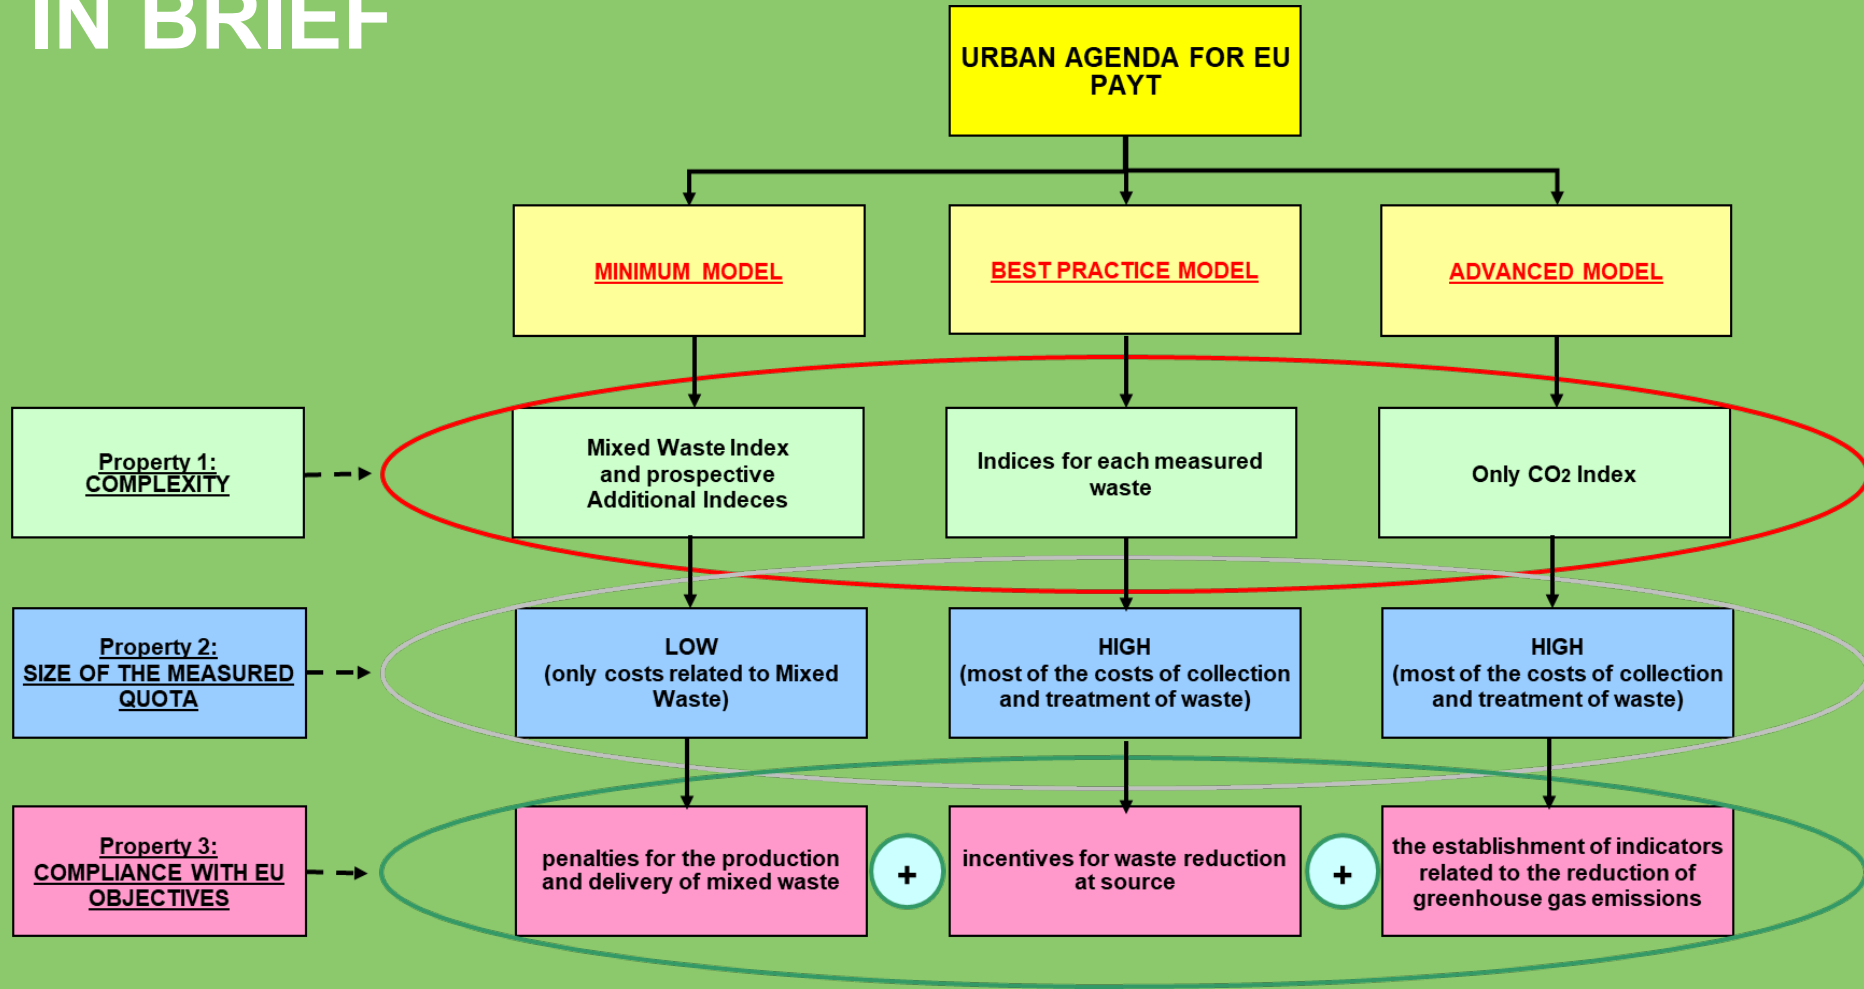 IN BRIEF
URBAN AGENDA FOR EU
PAYT
MINIMUM MODEL
BEST PRACTICE MODEL
ADVANCED MODEL
Property 1:
COMPLEXITY
Mixed Waste Index
and prospective
Additional Indeces
Indices for each measured
waste
Only CO2 Index
Property 2:
SIZE OF THE MEASURED
QUOTA
LOW
(only costs related to Mixed
Waste)
HIGH
(most of the costs of collection
and treatment of waste)
HIGH
(most of the costs of collection
and treatment of waste)
Property 3:
COMPLIANCE WITH EU
OBJECTIVES
penalties for the production
and delivery of mixed waste
+
incentives for waste reduction
at source
+
the establishment of indicators
related to the reduction of
greenhouse gas emissions